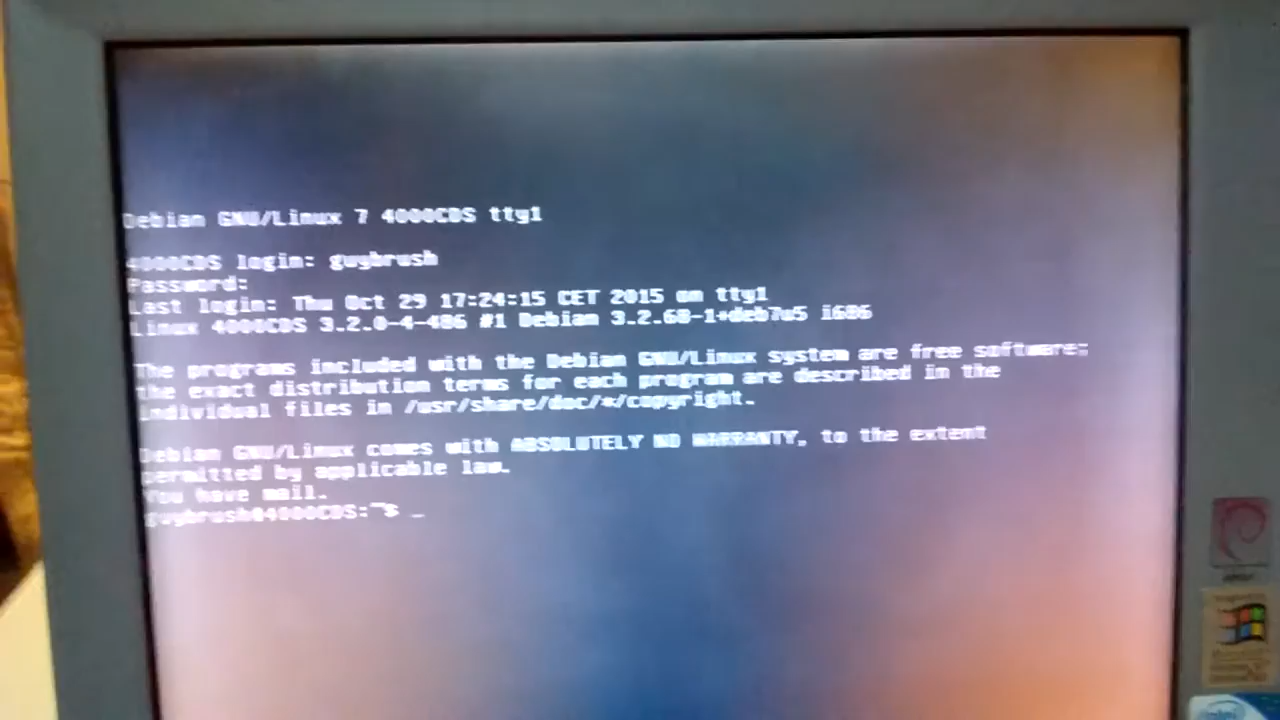 Debian GNU/Linux 7 4000CDS tty1
4000CDS login: guybrush
Password:
Last login: Thu Oct 29 17:24:15 CET 2015 on tty1
Linux 4000CDS 3.2.0-4-486 #1 Debian 3.2.68-1+deb7u5 i686
The programs included with the Debian GNU/Linux system are free software;
the exact distribution terms for each program are described in the
individual files in /usr/share/doc/*/copyright.
Debian GNU/Linux comes with ABSOLUTELY NO WARRANTY, to the extent
permitted by applicable law.
You have mail.
guybrush@4000CDS:~$ _